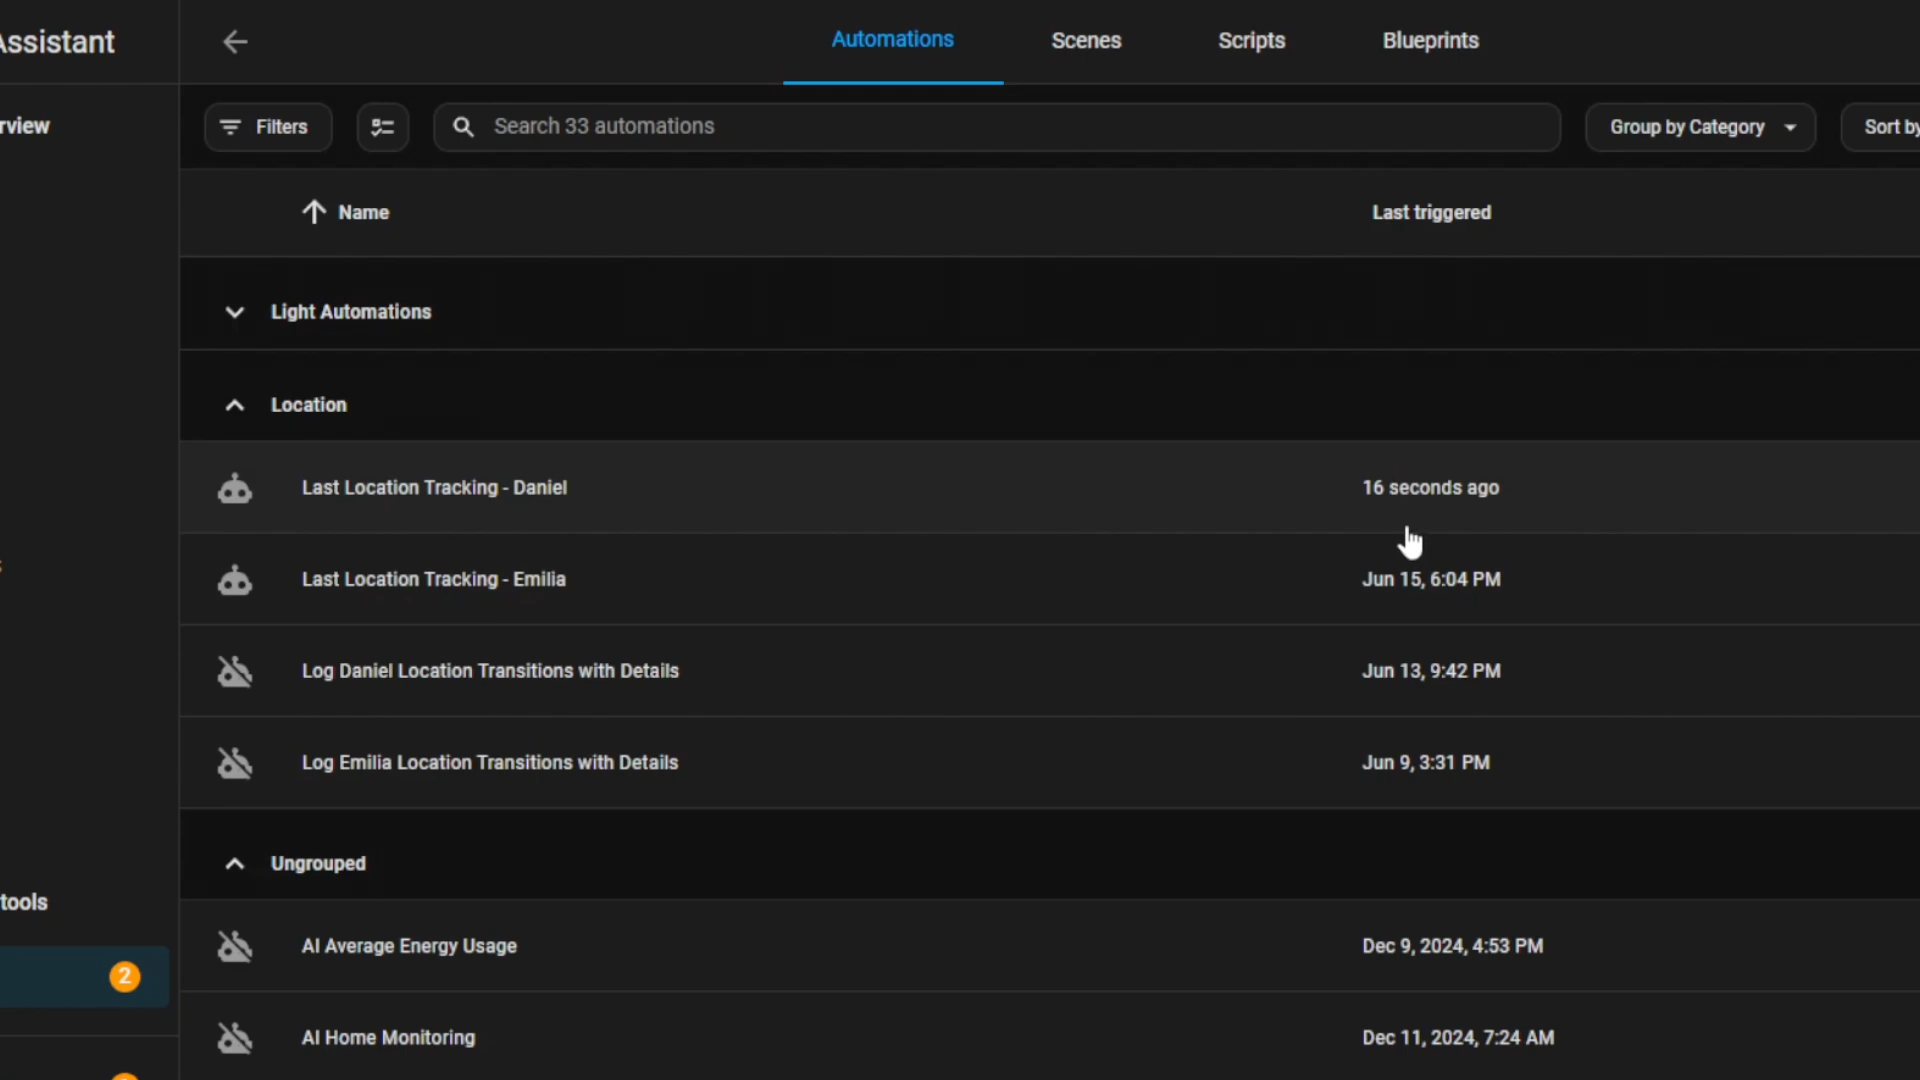 Assistant
Automations Scenes Scripts Blueprints
rview
Filters Search 33 automations Group by Category Sort by
Name Last triggered
Light Automations
Location
Last Location Tracking - Daniel 16 seconds ago
Last Location Tracking - Emilia Jun 15, 6:04 PM
Log Daniel Location Transitions with Details Jun 13, 9:42 PM
Log Emilia Location Transitions with Details Jun 9, 3:31 PM
Ungrouped
tools
AI Average Energy Usage Dec 9, 2024, 4:53 PM
2
AI Home Monitoring Dec 11, 2024, 7:24 AM